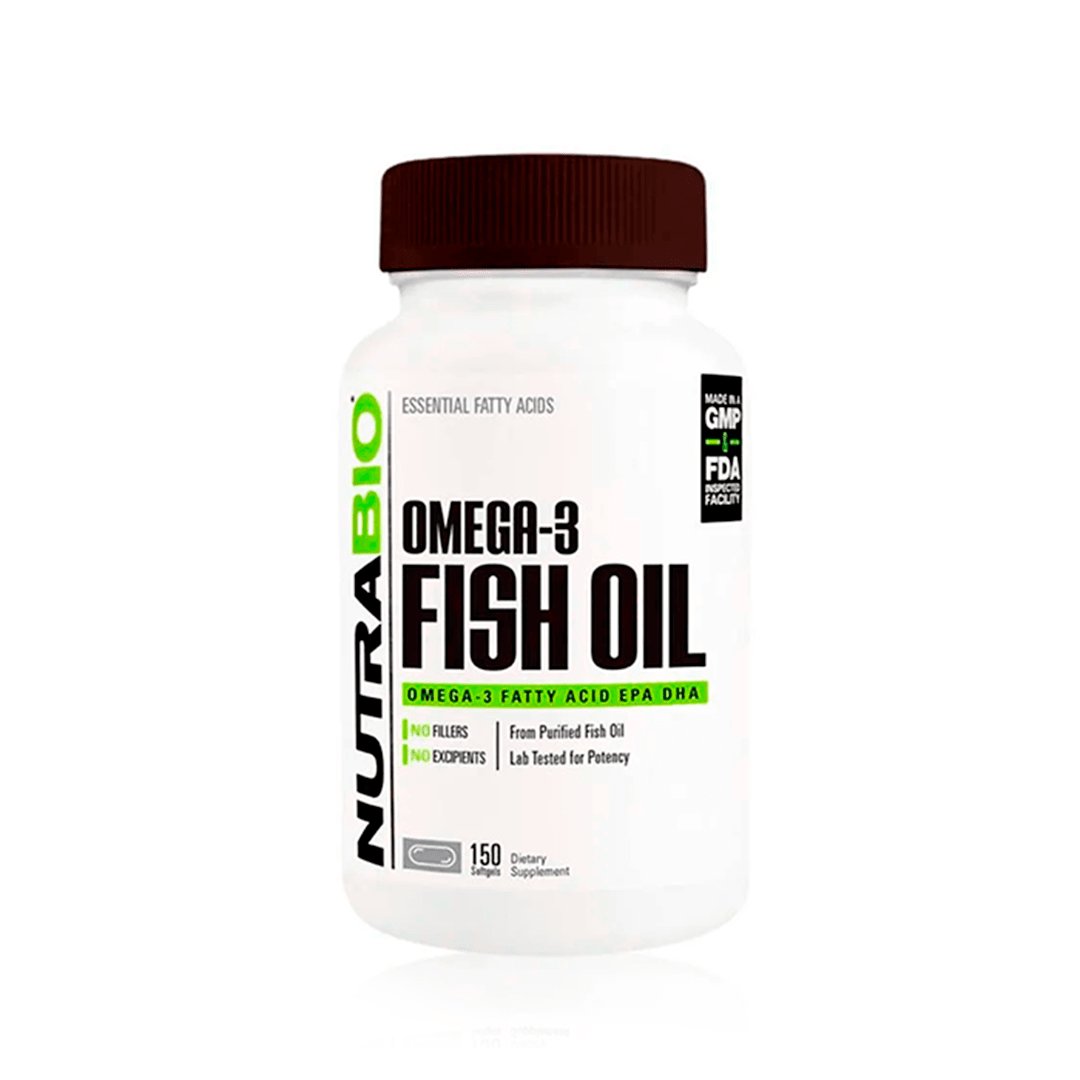 ESSENTIAL FATTY ACIDS
MADE IN A
GMP
&
FDA
INSPECTED
FACILITY
NUTRABIO
OMEGA-3
FISH OIL
OMEGA-3 FATTY ACID EPA DHA
NO FILLERS
NO EXCIPIENTS
From Purified Fish Oil
Lab Tested for Potency
150
Softgels
Dietary
Supplement